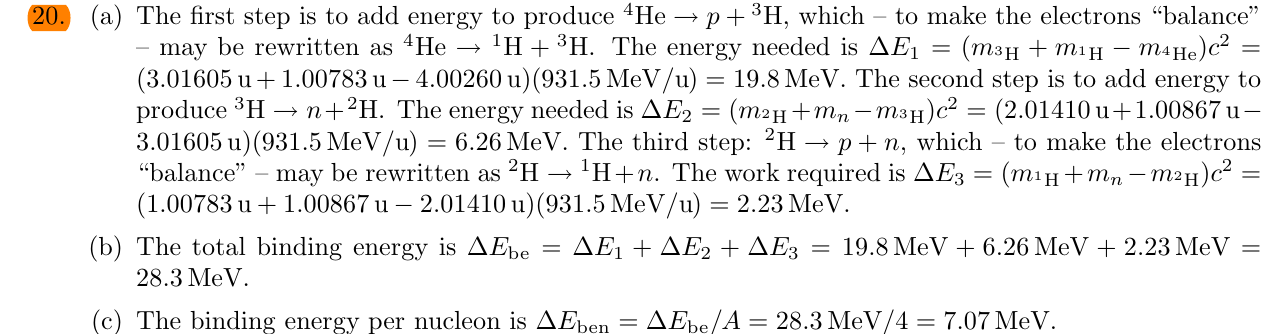 20. (a) The first step is to add energy to produce ⁴He → p + ³H, which – to make the electrons “balance”
– may be rewritten as ⁴He → ¹H + ³H. The energy needed is ΔE₁ = (m₃H + m₁H − m₄He)c² =
(3.01605 u + 1.00783 u − 4.00260 u)(931.5 MeV/u) = 19.8 MeV. The second step is to add energy to
produce ³H → n + ²H. The energy needed is ΔE₂ = (m₂H + mₙ − m₃H)c² = (2.01410 u + 1.00867 u −
3.01605 u)(931.5 MeV/u) = 6.26 MeV. The third step: ²H → p + n, which – to make the electrons
“balance” – may be rewritten as ²H → ¹H + n. The work required is ΔE₃ = (m₁H + mₙ − m₂H)c² =
(1.00783 u + 1.00867 u − 2.01410 u)(931.5 MeV/u) = 2.23 MeV.
(b) The total binding energy is ΔE_be = ΔE₁ + ΔE₂ + ΔE₃ = 19.8 MeV + 6.26 MeV + 2.23 MeV =
28.3 MeV.
(c) The binding energy per nucleon is ΔE_ben = ΔE_be/A = 28.3 MeV/4 = 7.07 MeV.